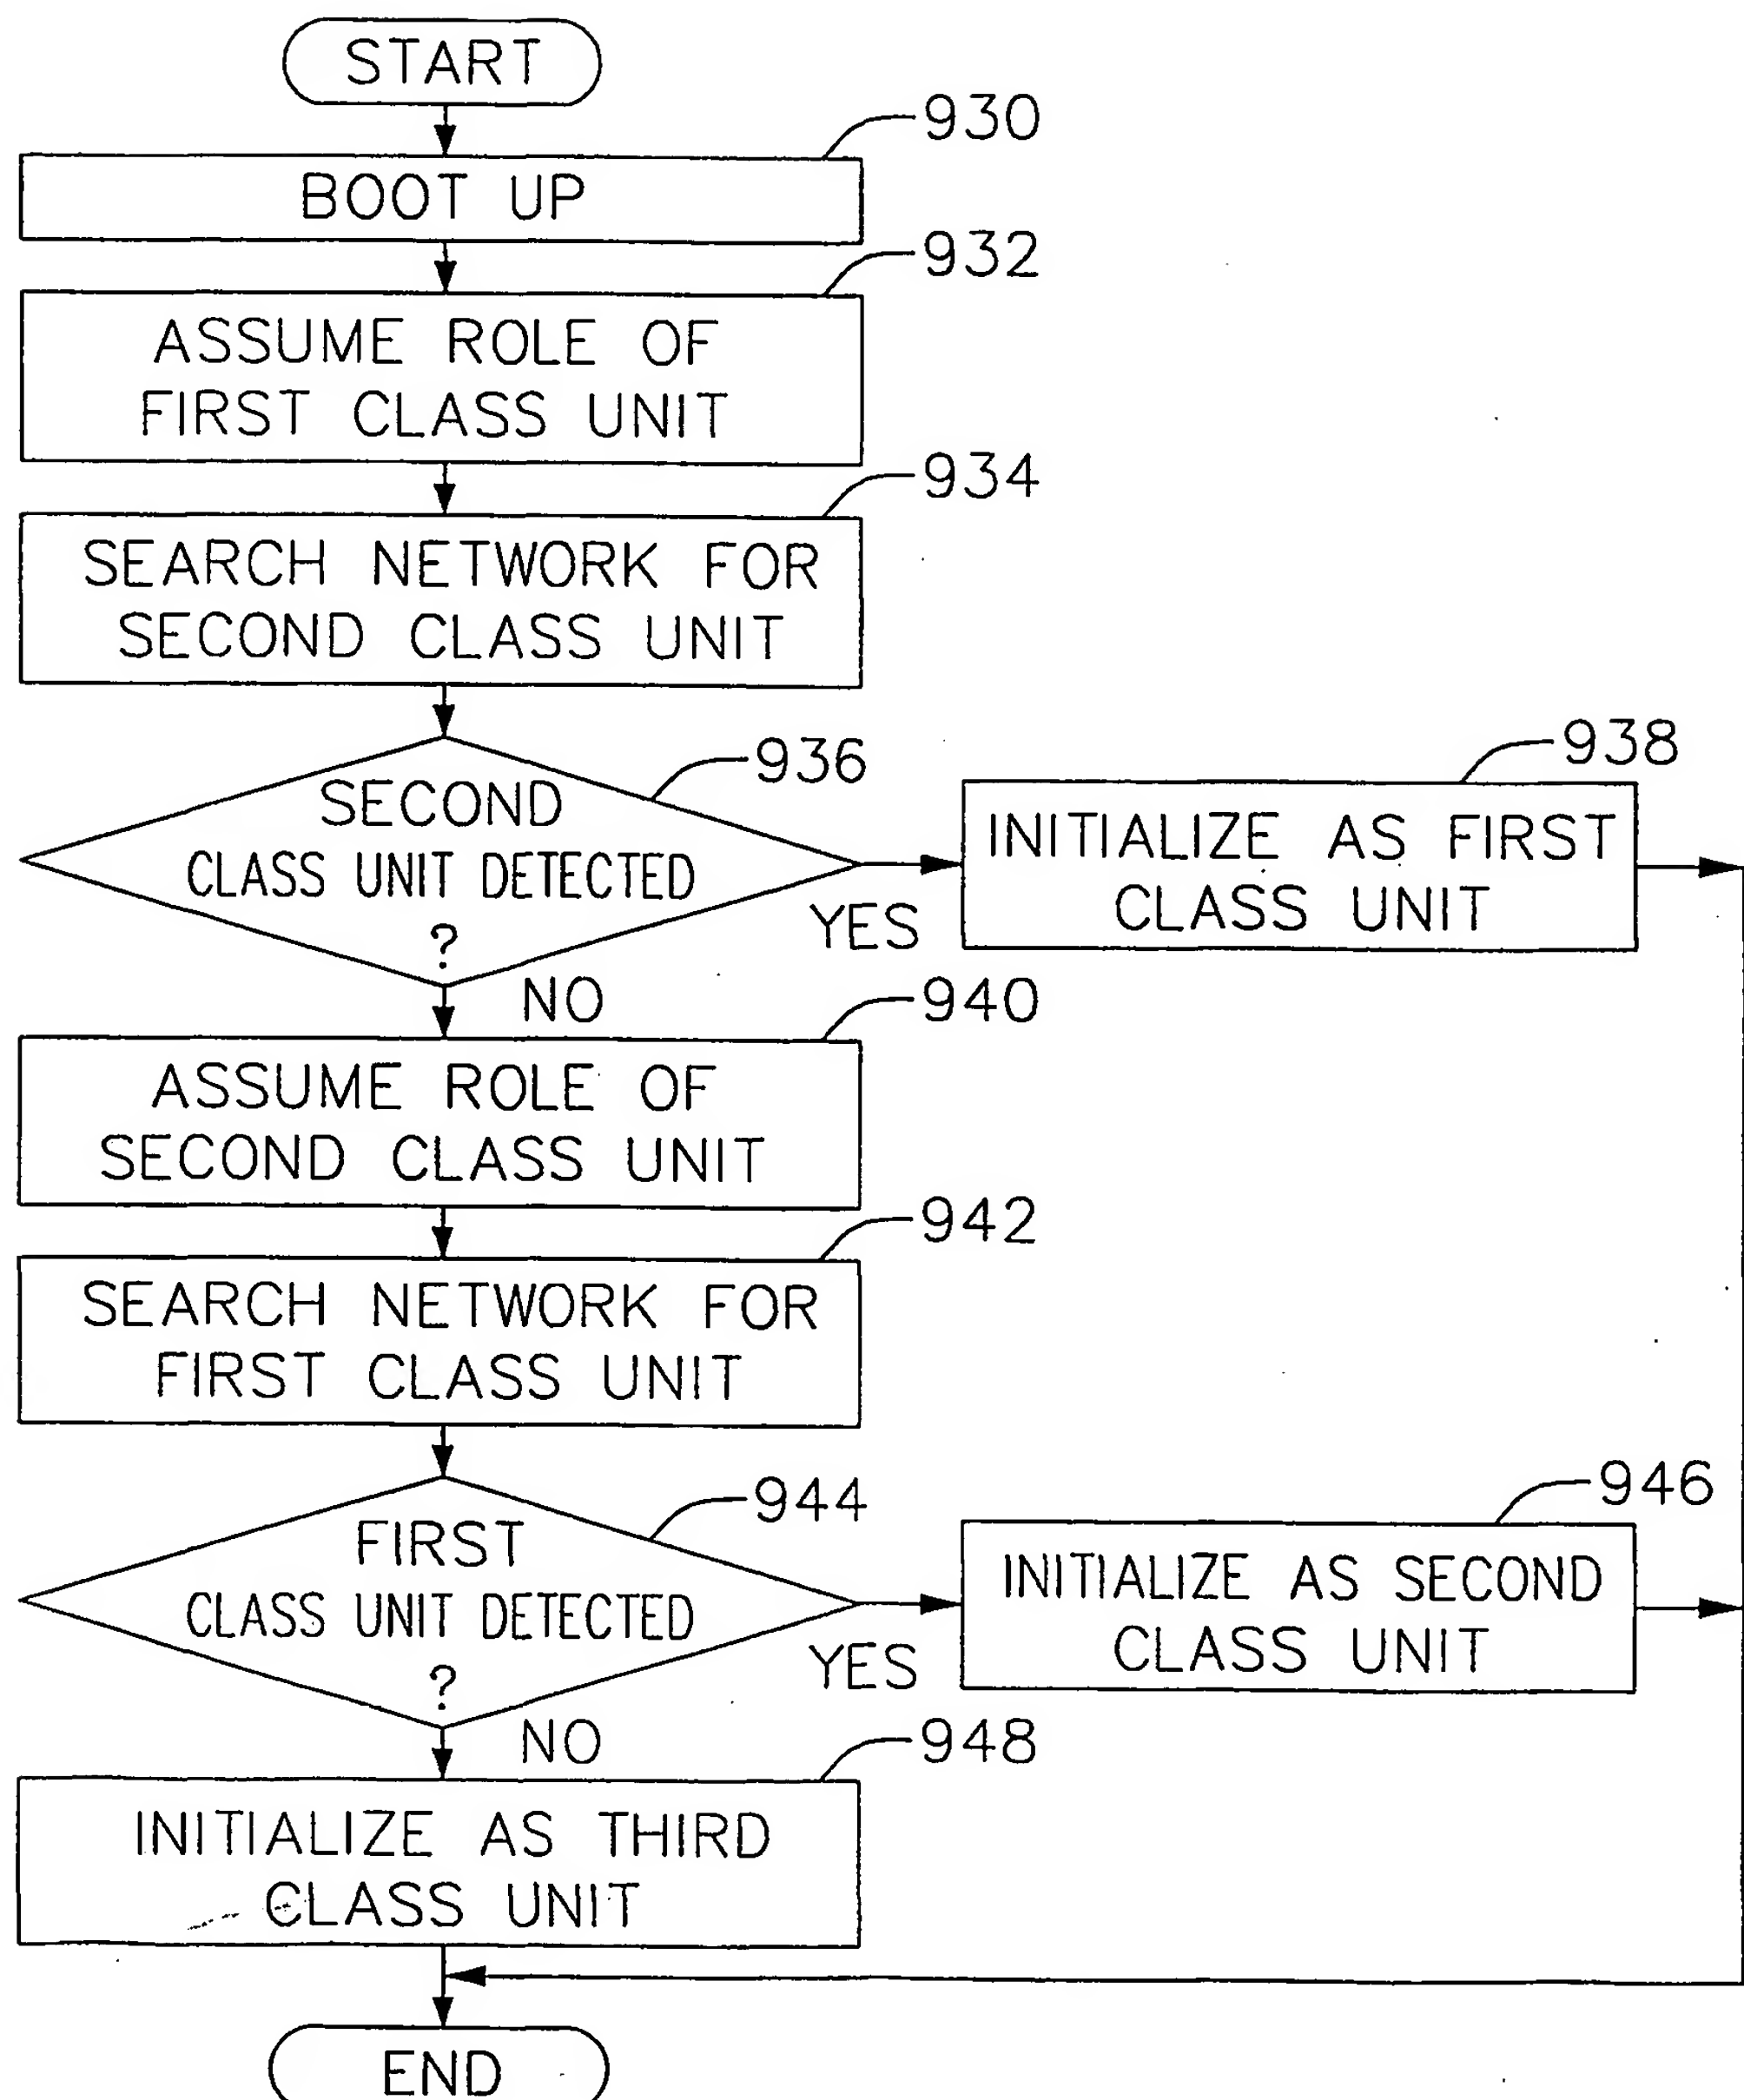 START
930
BOOT UP
932
ASSUME ROLE OF
FIRST CLASS UNIT
934
SEARCH NETWORK FOR
SECOND CLASS UNIT
936
SECOND
CLASS UNIT DETECTED
?
YES
NO
938
INITIALIZE AS FIRST
CLASS UNIT
940
ASSUME ROLE OF
SECOND CLASS UNIT
942
SEARCH NETWORK FOR
FIRST CLASS UNIT
944
FIRST
CLASS UNIT DETECTED
?
YES
NO
946
INITIALIZE AS SECOND
CLASS UNIT
948
INITIALIZE AS THIRD
CLASS UNIT
END